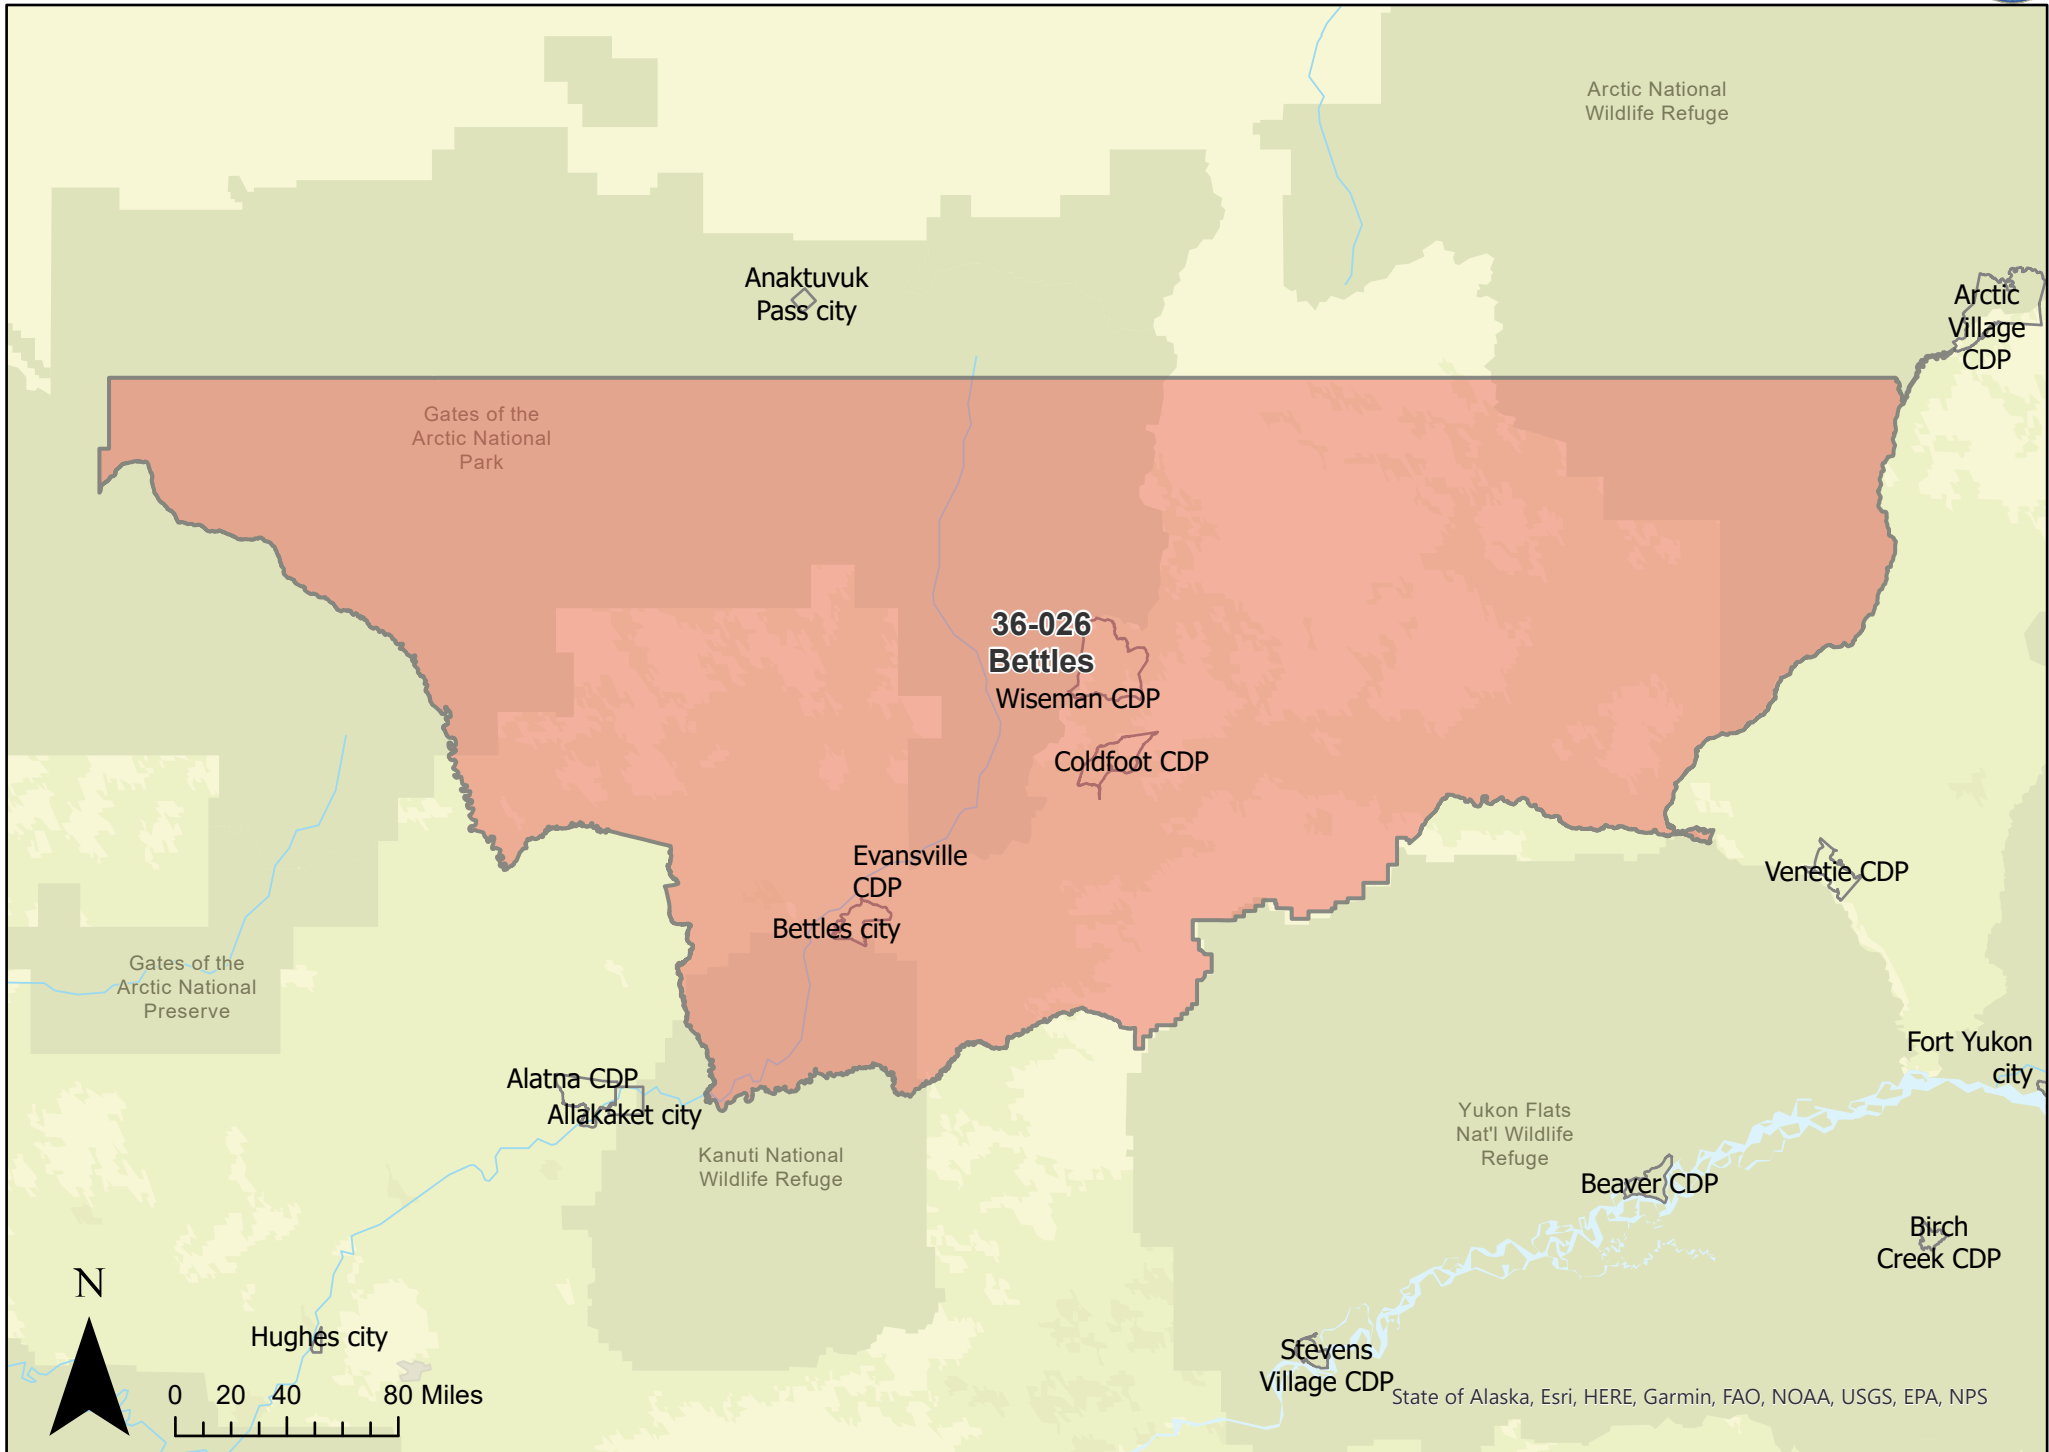 Arctic National
Wildlife Refuge
Anaktuvuk
Pass city
Arctic
Village
CDP
Gates of the
Arctic National
Park
36-026
Bettles
Wiseman CDP
Coldfoot CDP
Evansville
CDP
Bettles city
Venetie CDP
Gates of the
Arctic National
Preserve
Fort Yukon
city
Alatna CDP
Allakaket city
Kanuti National
Wildlife Refuge
Yukon Flats
Nat'l Wildlife
Refuge
Beaver CDP
Birch
Creek CDP
N
Hughes city
Stevens
Village CDP
0 20 40 80 Miles
State of Alaska, Esri, HERE, Garmin, FAO, NOAA, USGS, EPA, NPS